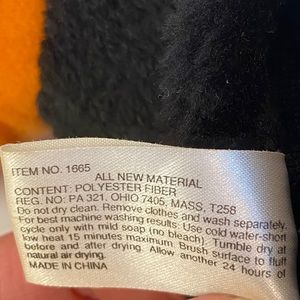 ITEM NO. 1665
ALL NEW MATERIAL
CONTENT: POLYESTER FIBER
REG. NO: PA 321. OHIO 7405, MASS, T258
Do not dry clean. Remove clothes and wash separately.
For best machine washing results: Use cold water-short
cycle only with mild soap (no bleach). Tumble dry at
low heat 15 minutes maximum. Brush surface to fluff
before and after drying. Allow another 24 hours of
natural air drying.
MADE IN CHINA